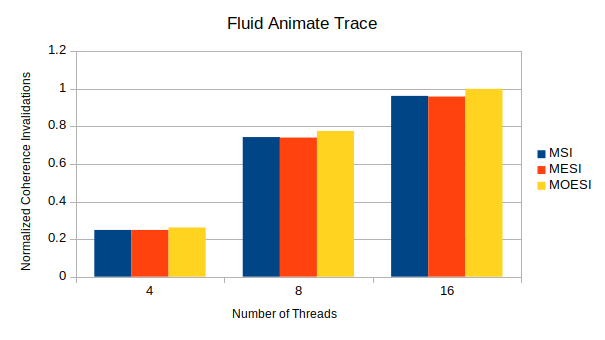 Fluid Animate Trace
Normalized Coherence Invalidations
1.2
1
0.8
0.6
0.4
0.2
0
4
8
16
Number of Threads
MSI
MESI
MOESI